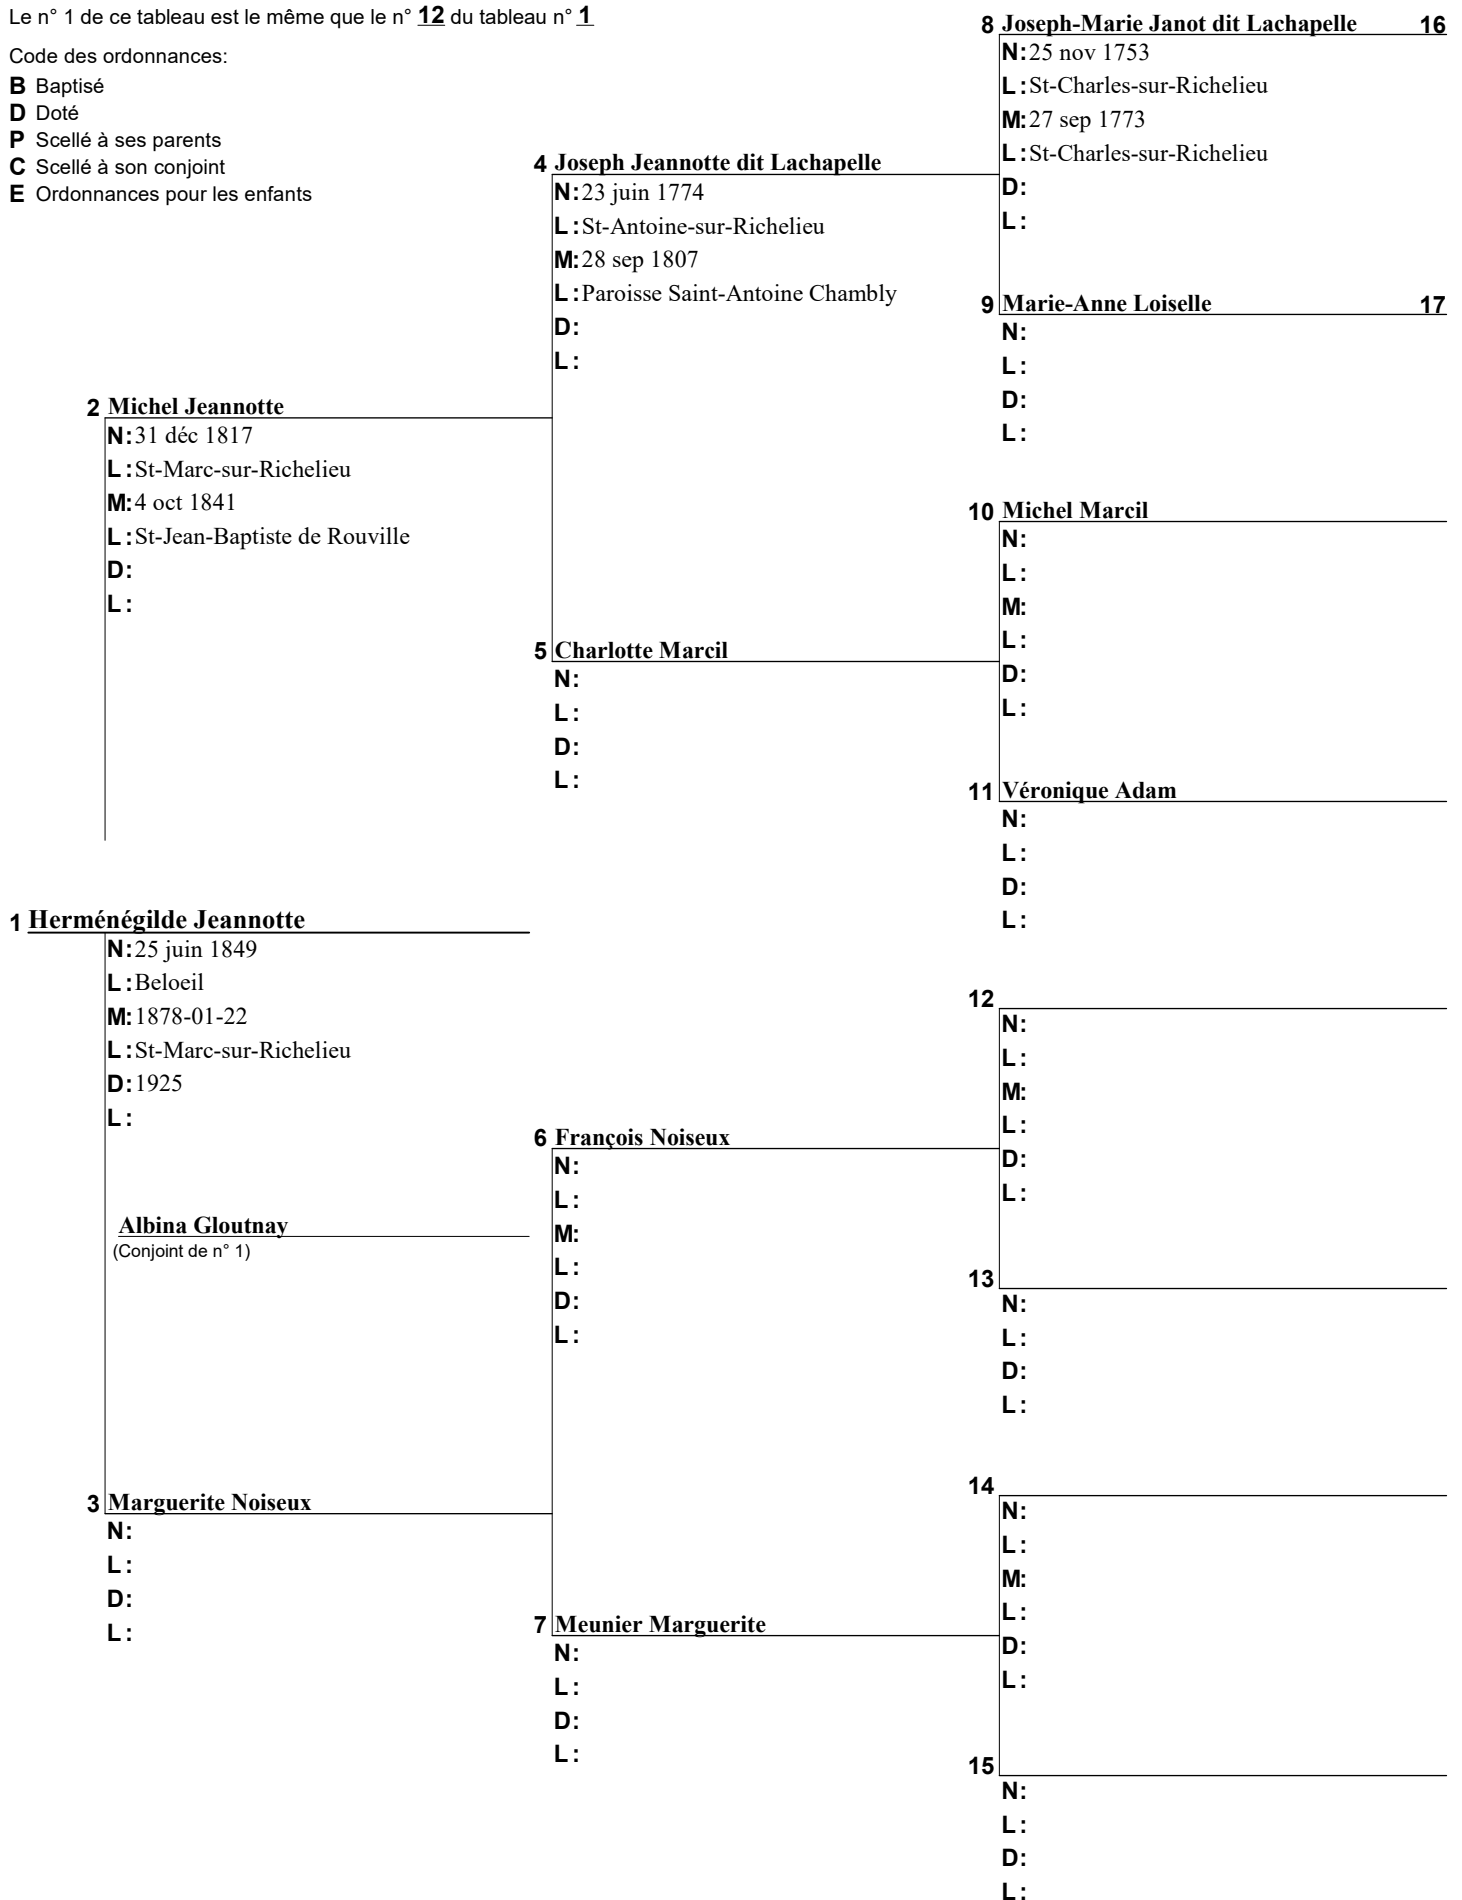 Le n° 1 de ce tableau est le même que le n° 12 du tableau n° 1
Code des ordonnances:
B Baptisé
D Doté
P Scellé à ses parents
C Scellé à son conjoint
E Ordonnances pour les enfants
8 Joseph-Marie Janot dit Lachapelle 16
N: 25 nov 1753
L: St-Charles-sur-Richelieu
M: 27 sep 1773
L: St-Charles-sur-Richelieu
D:
L:
4 Joseph Jeannotte dit Lachapelle
N: 23 juin 1774
L: St-Antoine-sur-Richelieu
M: 28 sep 1807
L: Paroisse Saint-Antoine Chambly
D:
L:
9 Marie-Anne Loiselle 17
N:
L:
D:
L:
2 Michel Jeannotte
N: 31 déc 1817
L: St-Marc-sur-Richelieu
M: 4 oct 1841
L: St-Jean-Baptiste de Rouville
D:
L:
10 Michel Marcil
N:
L:
M:
L:
D:
L:
5 Charlotte Marcil
N:
L:
D:
L:
11 Véronique Adam
N:
L:
D:
L:
1 Herménégilde Jeannotte
N: 25 juin 1849
L: Beloeil
M: 1878-01-22
L: St-Marc-sur-Richelieu
D: 1925
L:
Albina Gloutnay
(Conjoint de n° 1)
12
N:
L:
M:
L:
D:
L:
6 François Noiseux
N:
L:
M:
L:
D:
L:
13
N:
L:
D:
L:
3 Marguerite Noiseux
N:
L:
D:
L:
14
N:
L:
M:
L:
D:
L:
7 Meunier Marguerite
N:
L:
D:
L:
15
N:
L:
D:
L: